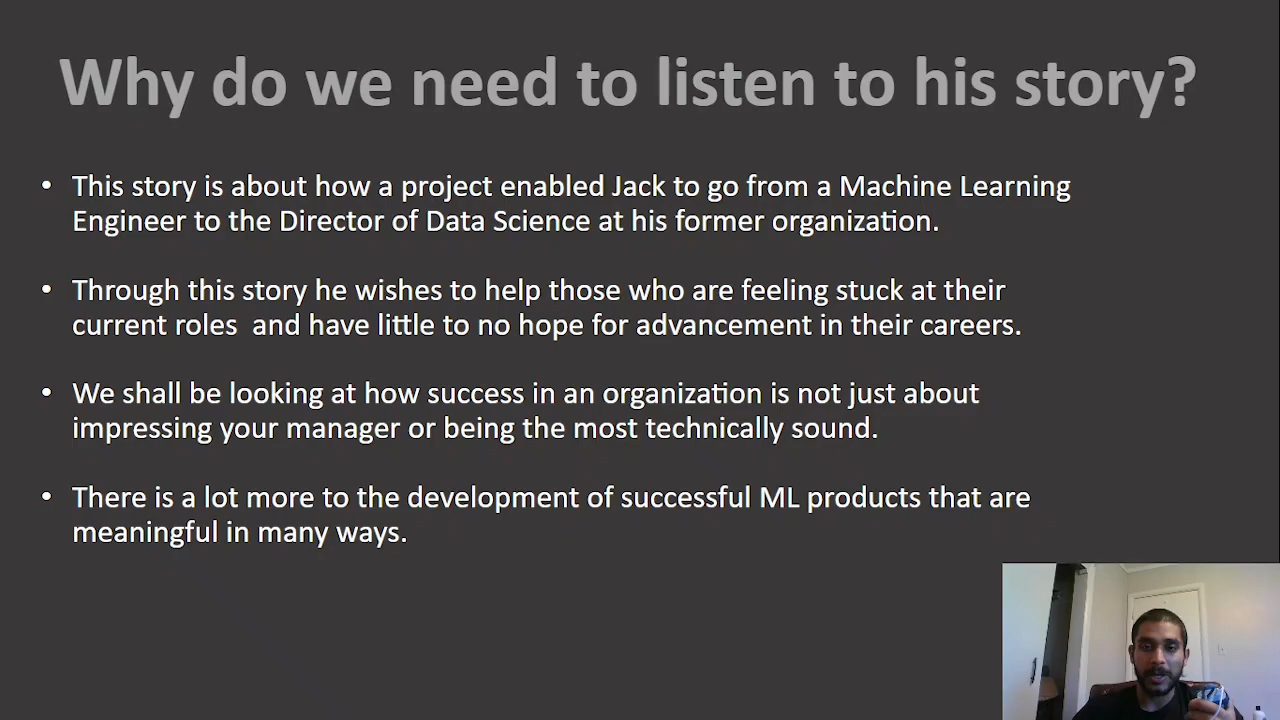 Why do we need to listen to his story?
• This story is about how a project enabled Jack to go from a Machine Learning
Engineer to the Director of Data Science at his former organization.
• Through this story he wishes to help those who are feeling stuck at their
current roles  and have little to no hope for advancement in their careers.
• We shall be looking at how success in an organization is not just about
impressing your manager or being the most technically sound.
• There is a lot more to the development of successful ML products that are
meaningful in many ways.